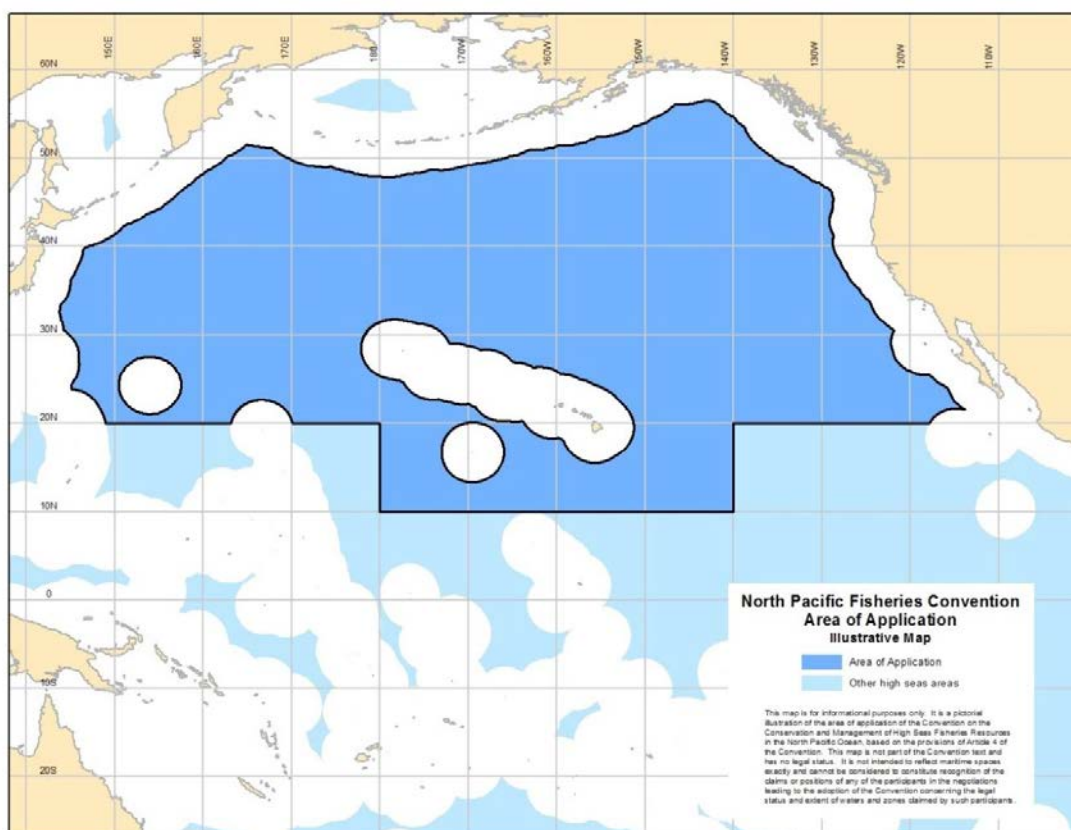 150E 160E 170E 180 170W 160W 150W 140W 130W 120W 110W
60N
50N
40N
30N
20N
10N
0
10S
20S
North Pacific Fisheries Convention
Area of Application
Illustrative Map
Area of Application
Other high seas areas
This map is for informational purposes only. It is a pictorial
illustration of the area of application of the Convention on the
Conservation and Management of High Seas Fisheries Resources
in the North Pacific Ocean, based on the provisions of Article 4 of
the Convention. This map is not part of the Convention text and
has no legal status. It is not intended to reflect maritime spaces
exactly and cannot be considered to constitute recognition of the
claims or positions of any of the participants in the negotiations
leading to the adoption of the Convention concerning the legal
status and extent of waters and zones claimed by such participants.